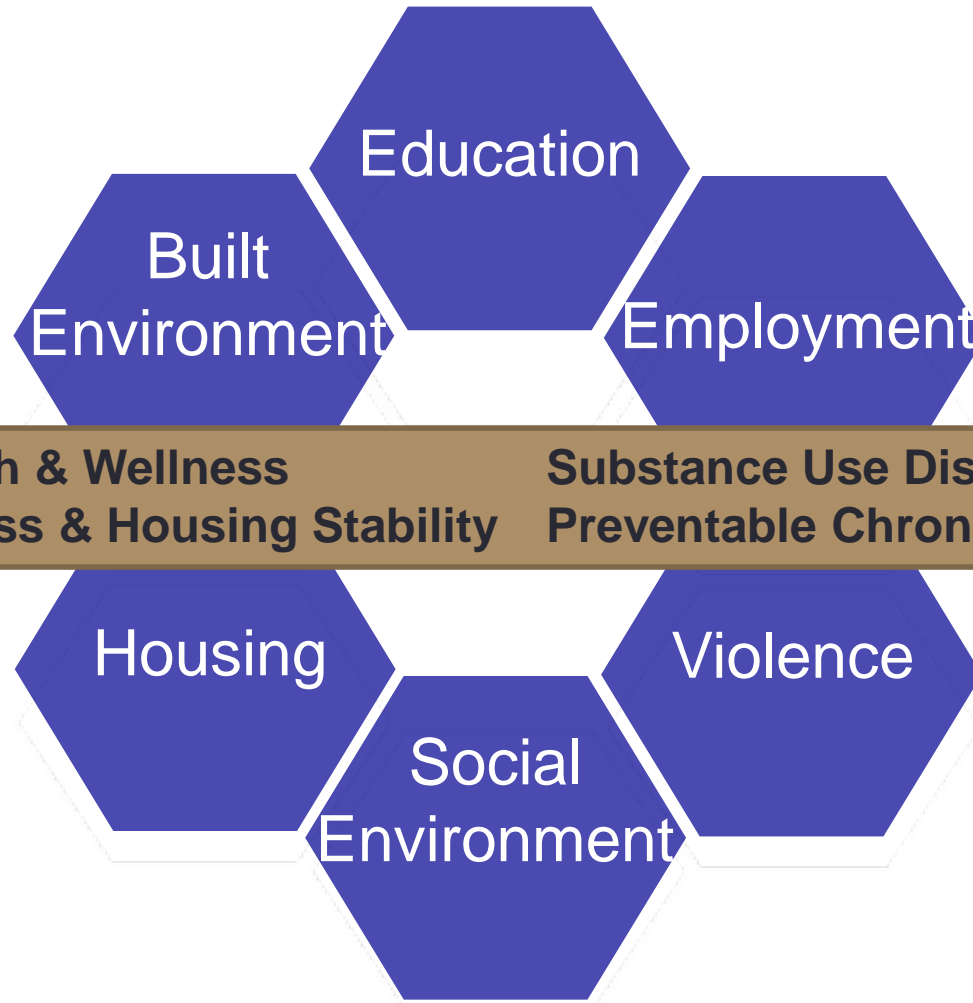 Education
Built
Environment
Employment
& Wellness
Substance Use
& Housing Stability
Preventable
Housing
Violence
Social
Environment